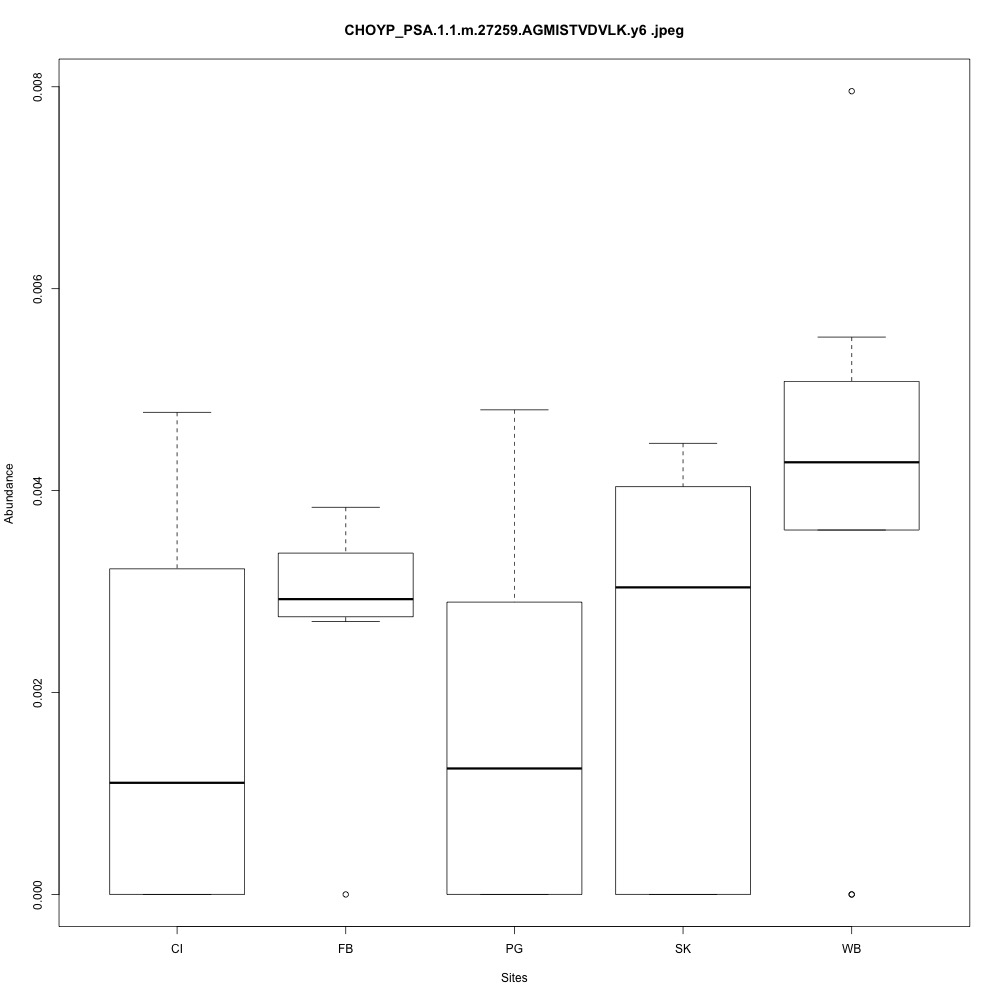 CHOYP_PSA.1.1.m.27259.AGMISTVDVLK.y6 .jpeg
Abundance
0.008
0.006
0.004
0.002
0.000
CI FB PG SK WB
Sites